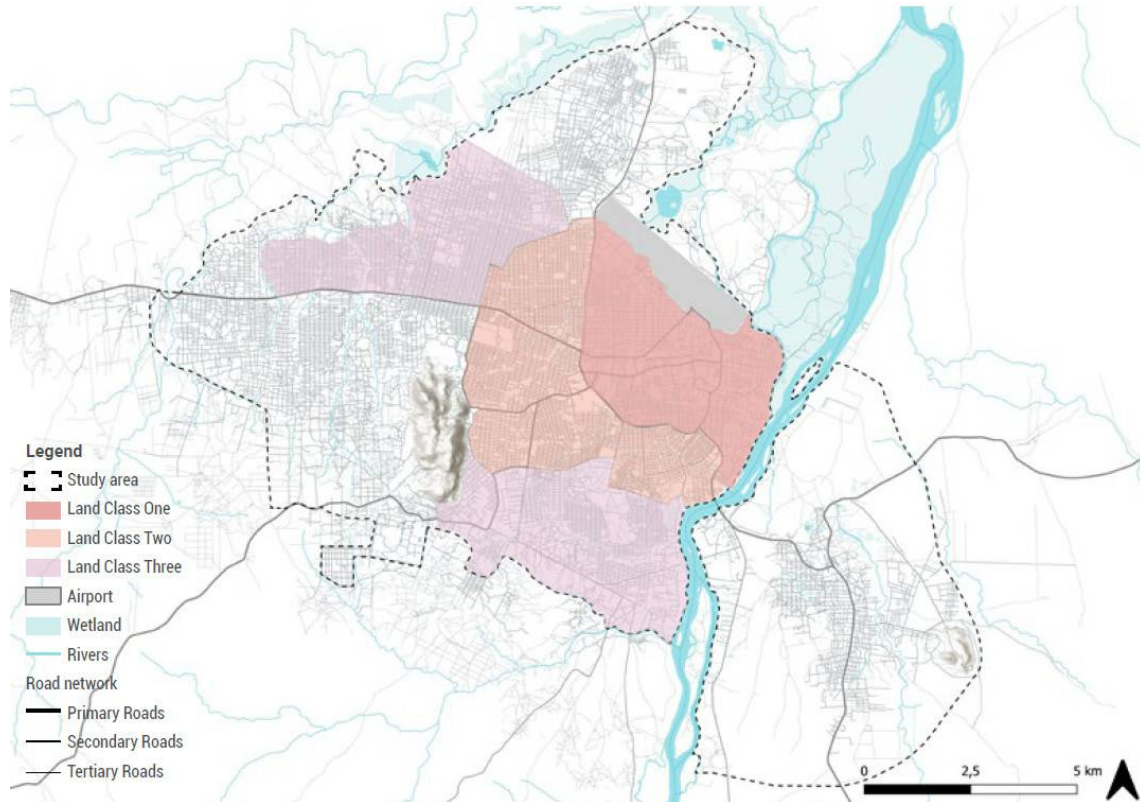 Legend
Study area
Land Class One
Land Class Two
Land Class Three
Airport
Wetland
Rivers
Road network
Primary Roads
Secondary Roads
Tertiary Roads
0 2,5 5 km